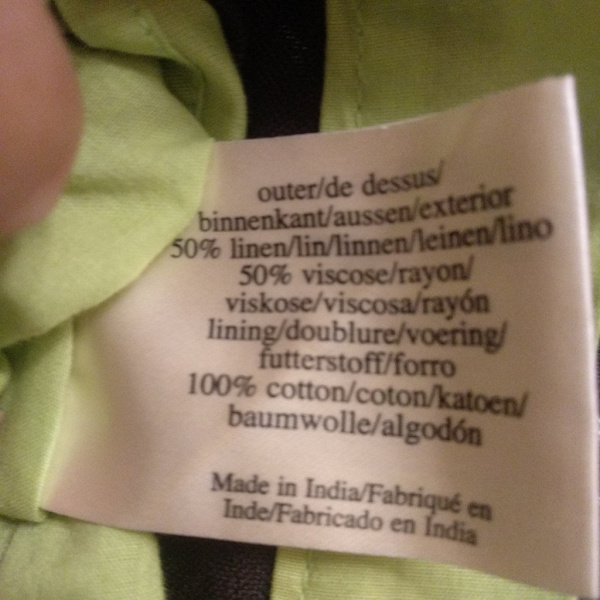 outer/de dessus/
binnenkant/aussen/exterior
50% linen/lin/linnen/leinen/lino
50% viscose/rayon/
viskose/viscosa/rayón
lining/doublure/voering/
futterstoff/forro
100% cotton/coton/katoen/
baumwolle/algodón
Made in India/Fabriqué en
Inde/Fabricado en India